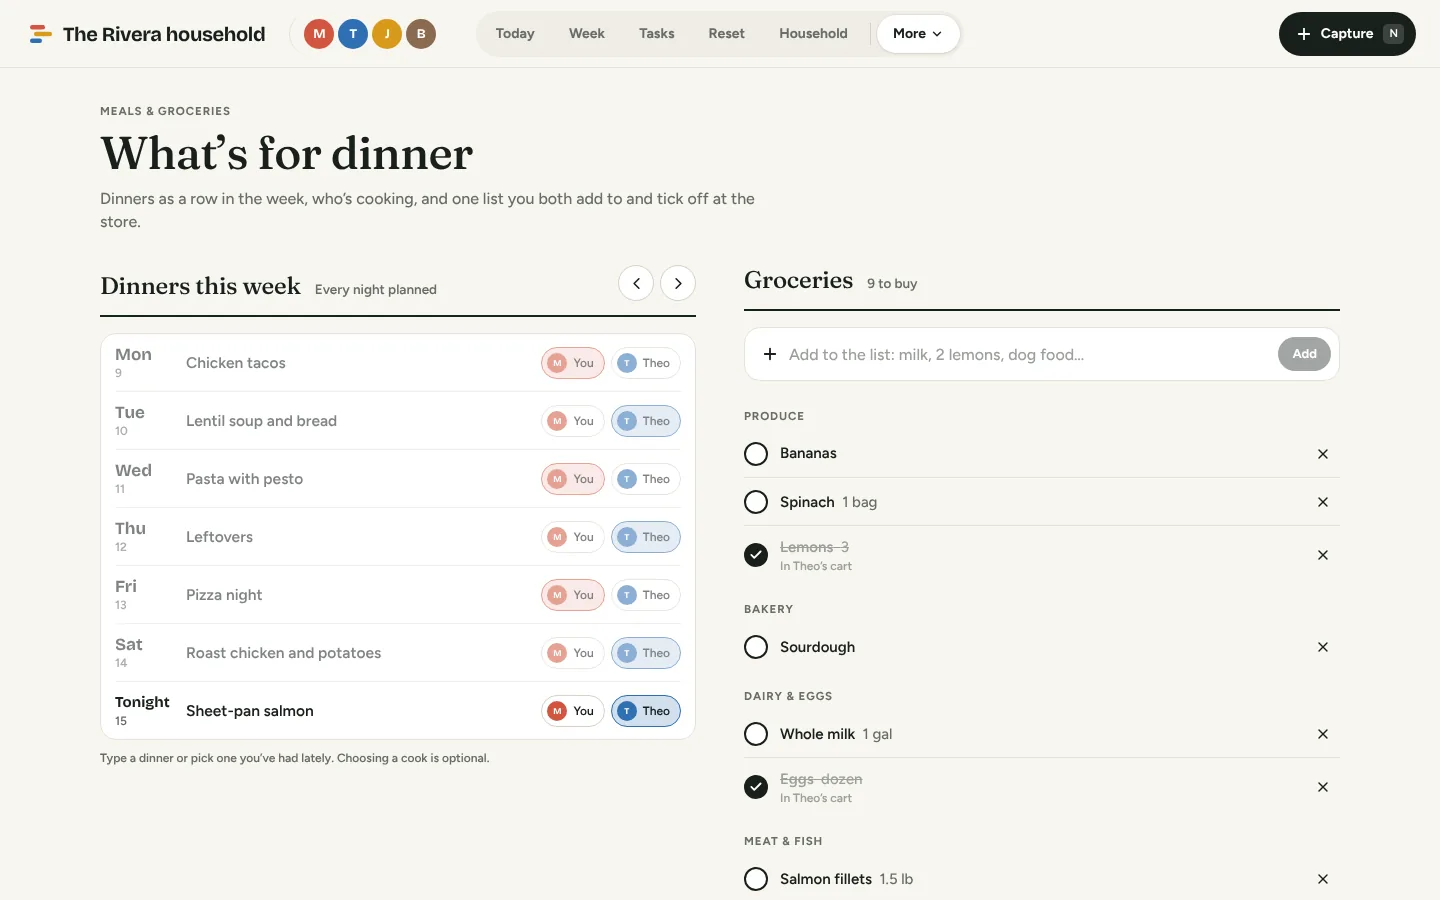 The Rivera household
M T J B
Today Week Tasks Reset Household More
Capture N
MEALS & GROCERIES
What’s for dinner
Dinners as a row in the week, who’s cooking, and one list you both add to and tick off at the
store.
Dinners this week Every night planned
Mon
9
Chicken tacos
M You T Theo
Tue
10
Lentil soup and bread
M You T Theo
Wed
11
Pasta with pesto
M You T Theo
Thu
12
Leftovers
M You T Theo
Fri
13
Pizza night
M You T Theo
Sat
14
Roast chicken and potatoes
M You T Theo
Tonight
15
Sheet-pan salmon
M You T Theo
Type a dinner or pick one you’ve had lately. Choosing a cook is optional.
Groceries 9 to buy
Add to the list: milk, 2 lemons, dog food... Add
PRODUCE
Bananas
Spinach 1 bag
Lemons 3
In Theo’s cart
BAKERY
Sourdough
DAIRY & EGGS
Whole milk 1 gal
Eggs dozen
In Theo’s cart
MEAT & FISH
Salmon fillets 1.5 lb